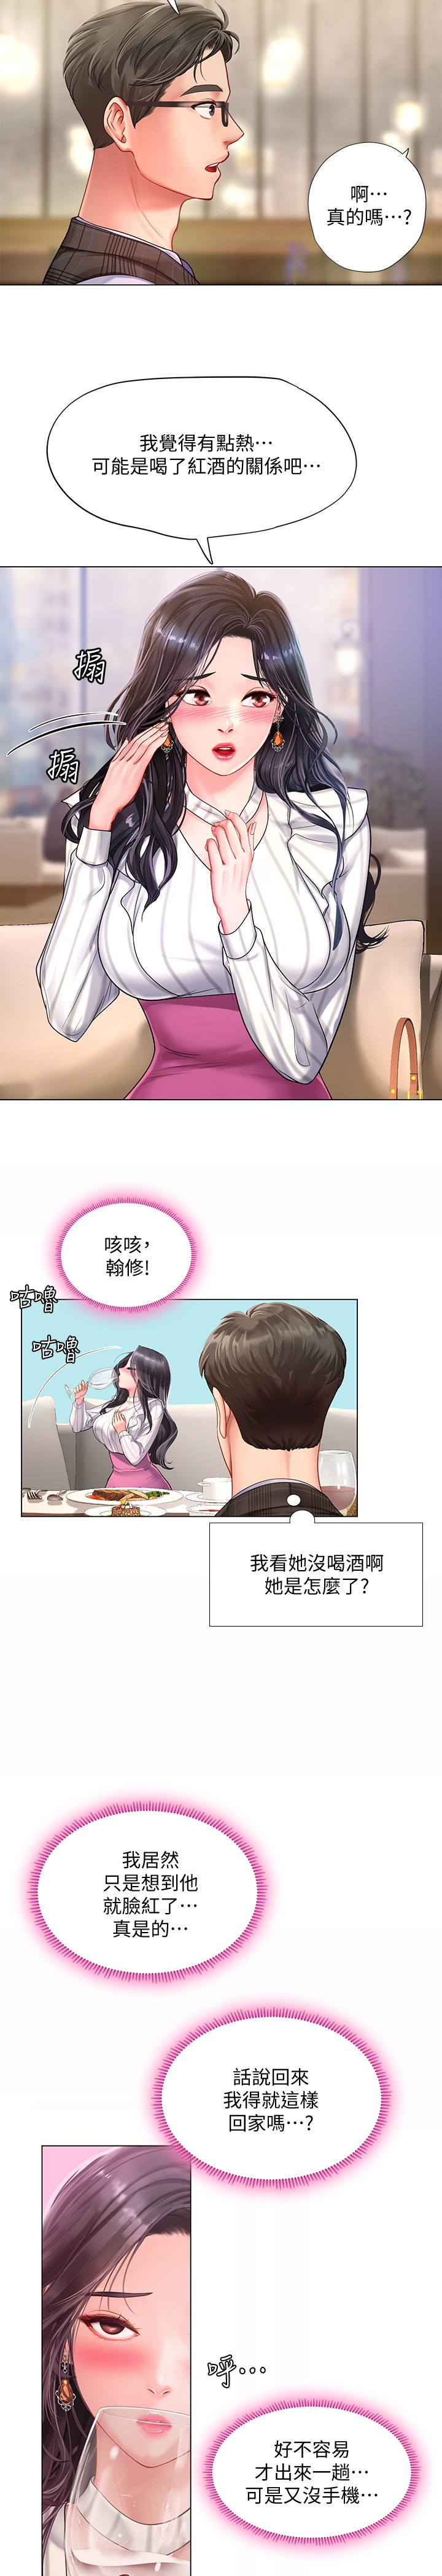 啊⋯
真的嗎⋯?
我覺得有點熱⋯
可能是喝了紅酒的關係吧⋯
搧
搧
咳咳，
翰修!
咕嚕
咕嚕
我看她沒喝酒啊
她是怎麼了?
我居然
只是想到他
就臉紅了⋯
真是的⋯
話說回來
我得就這樣
回家嗎⋯?
呼⋯
好不容易
才出來一趟⋯
可是又沒手機⋯